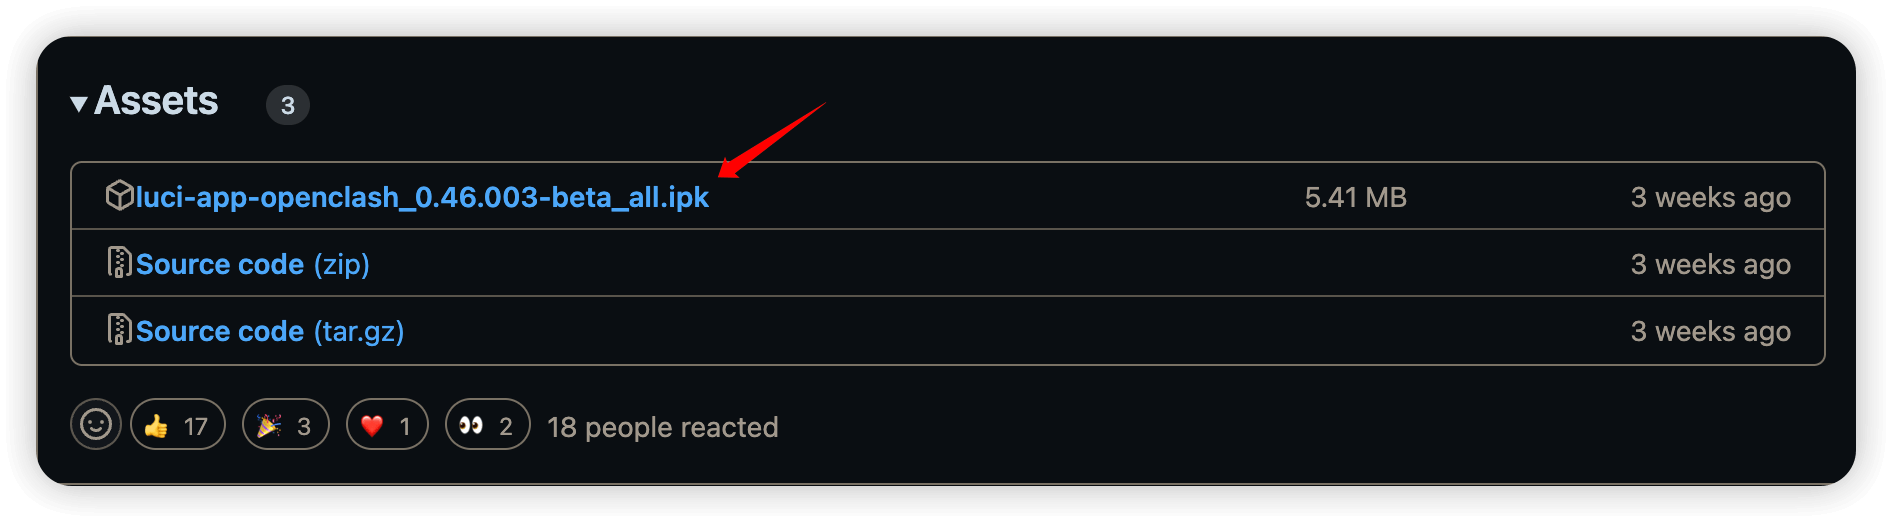 Assets 3
luci-app-openclash_0.46.003-beta_all.ipk 5.41 MB 3 weeks ago
Source code (zip) 3 weeks ago
Source code (tar.gz) 3 weeks ago
👍 17 🎉 3 ❤️ 1 👀 2 18 people reacted